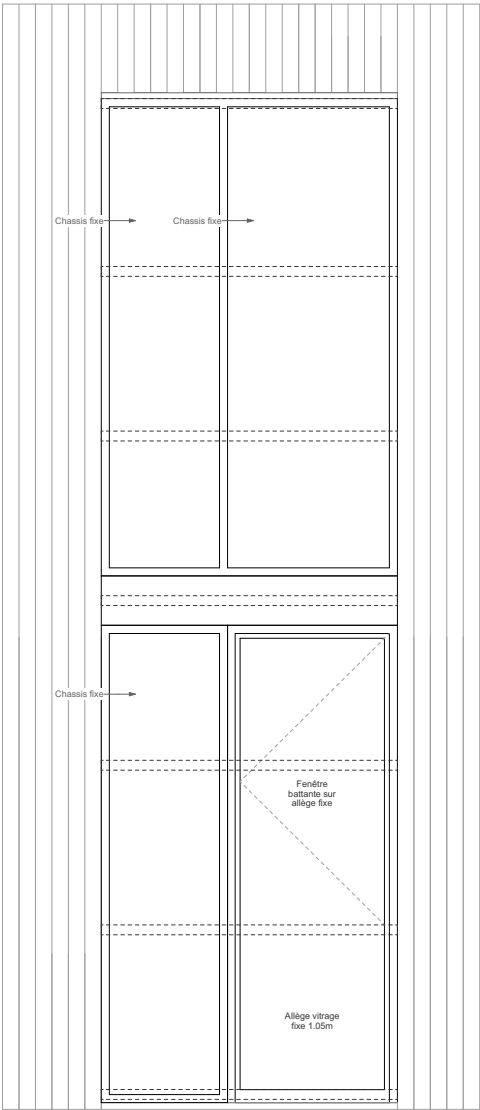 Chassis fixe
Chassis fixe
Chassis fixe
Fenêtre
battante sur
allège fixe
Allège vitrage
fixe 1.05m